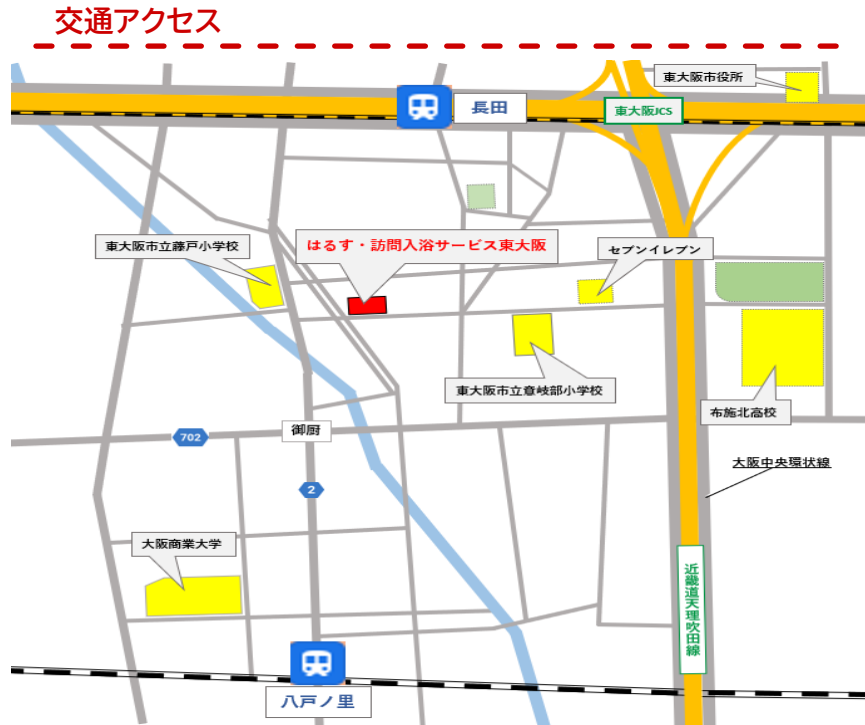 交通アクセス
東大阪市役所
長田
東大阪JCS
東大阪市立藤戸小学校
はるす・訪問入浴サービス東大阪
セブンイレブン
東大阪市立意岐部小学校
布施北高校
御厨
702
大阪中央環状線
2
大阪商業大学
近畿道天理吹田線
八戸ノ里